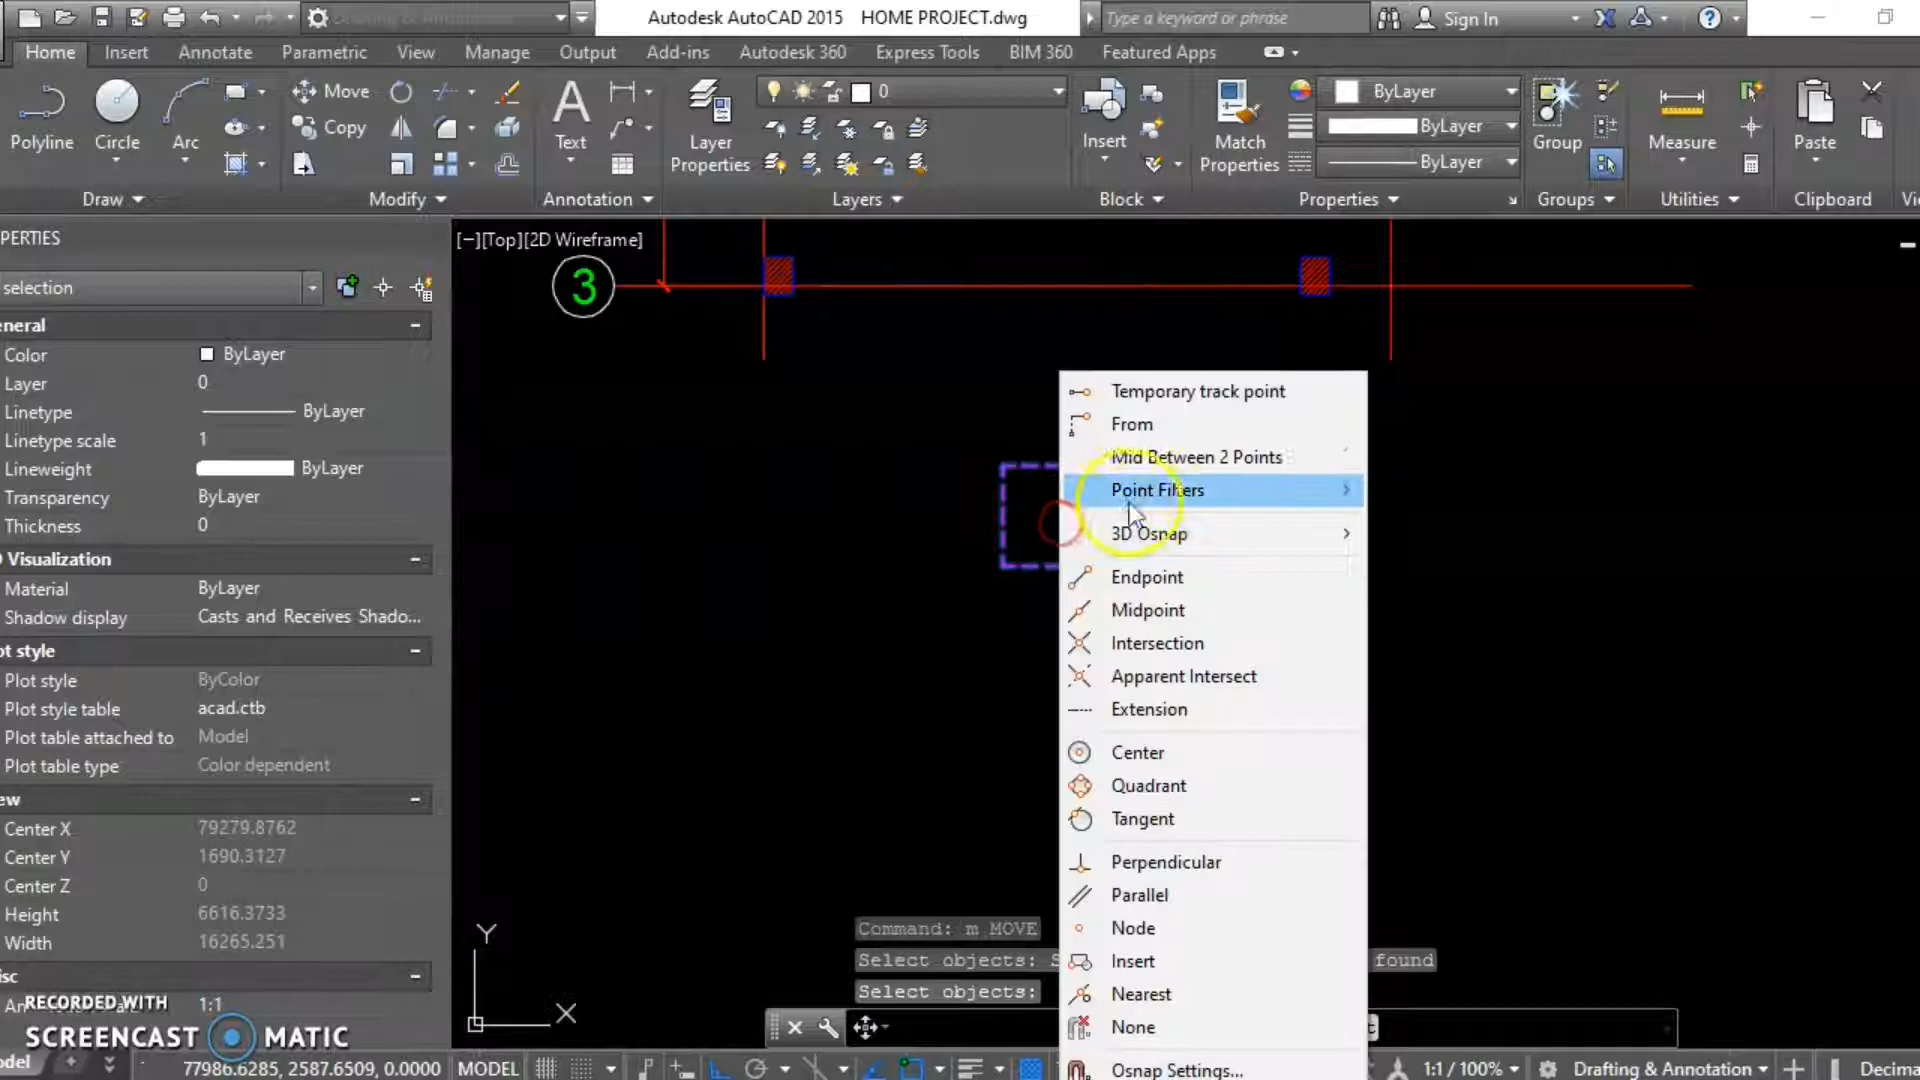 Autodesk AutoCAD 2015 HOME PROJECT.dwg
Type a keyword or phrase
Sign In
Home Insert Annotate Parametric View Manage Output Add-ins Autodesk 360 Express Tools BIM 360 Featured Apps
Polyline Circle Arc
Move
Copy
Text
Layer Properties
0
Insert
Match Properties
ByLayer
ByLayer
ByLayer
Group
Measure
Paste
Draw Modify Annotation Layers Block Properties Groups Utilities Clipboard
PERTIES
[−][Top][2D Wireframe]
3
selection
eneral
Color ByLayer
Layer 0
Linetype ByLayer
Linetype scale 1
Lineweight ByLayer
Transparency ByLayer
Thickness 0
Visualization
Material ByLayer
Shadow display Casts and Receives Shado...
ot style
Plot style ByColor
Plot style table acad.ctb
Plot table attached to Model
Plot table type Color dependent
ew
Center X 79279.8762
Center Y 1690.3127
Center Z 0
Height 6616.3733
Width 16265.251
isc
1:1
RECORDED WITH
SCREENCAST MATIC
Temporary track point
From
Mid Between 2 Points
Point Filters
3D Osnap
Endpoint
Midpoint
Intersection
Apparent Intersect
Extension
Center
Quadrant
Tangent
Perpendicular
Parallel
Node
Insert
Nearest
None
Osnap Settings...
Y
X
Command: m MOVE
Select objects: found
Select objects:
odel
77986.6285, 2587.6509, 0.0000 MODEL
1:1 / 100% Drafting & Annotation Decima